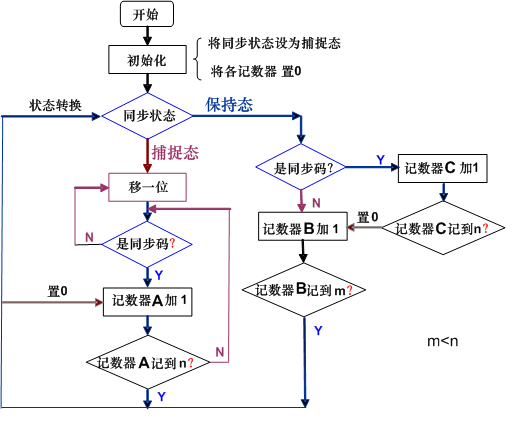 开始
初始化
将同步状态设为捕捉态
将各记数器 置0
状态转换
同步状态
保持态
捕捉态
是同步码?
Y
记数器C 加1
移一位
N
置0
记数器B加 1
记数器C记到n?
N
是同步码?
Y
置0
记数器A加 1
记数器B记到 m?
Y
m<n
记数器A记到n?
N
Y